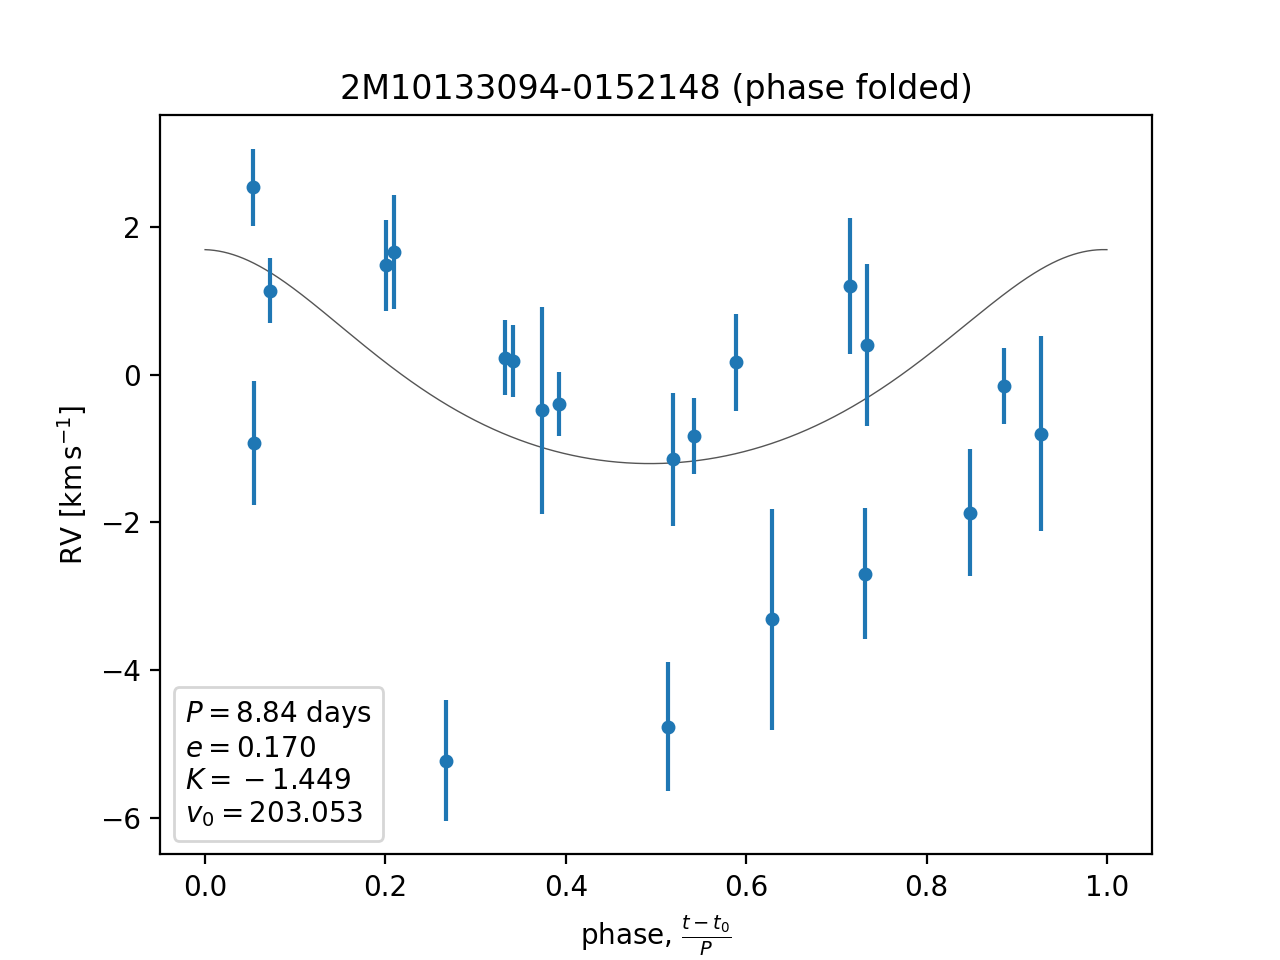 2M10133094-0152148 (phase folded)
RV [km s⁻¹]
2
0
−2
−4
−6
P = 8.84 days
e = 0.170
K = −1.449
v₀ = 203.053
0.0 0.2 0.4 0.6 0.8 1.0
phase, (t − t₀)/P